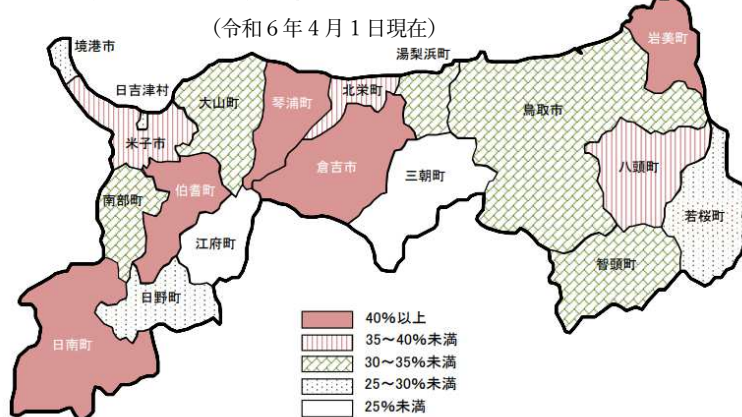 (令和6年4月1日現在)
境港市
湯梨浜町
岩美町
日吉津村
大山町
琴浦町
北栄町
鳥取市
米子市
倉吉市
三朝町
八頭町
南部町
伯耆町
若桜町
江府町
智頭町
日野町
日南町
40%以上
35～40%未満
30～35%未満
25～30%未満
25%未満